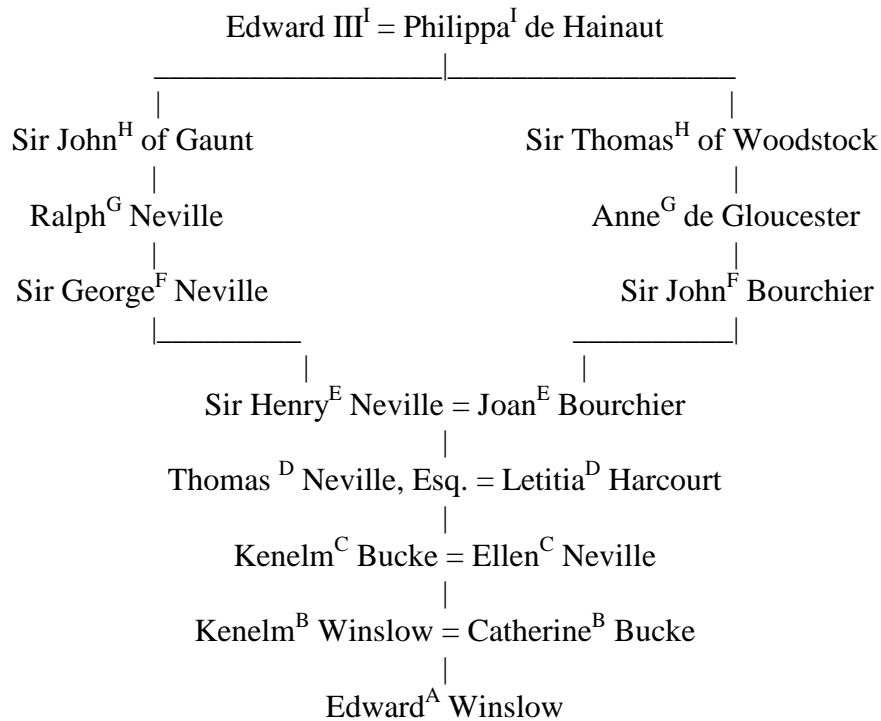 Edward III^I = Philippa^I de Hainaut
Sir John^H of Gaunt Sir Thomas^H of Woodstock
Ralph^G Neville Anne^G de Gloucester
Sir George^F Neville Sir John^F Bourchier
Sir Henry^E Neville = Joan^E Bourchier
Thomas ^D Neville, Esq. = Letitia^D Harcourt
Kenelm^C Bucke = Ellen^C Neville
Kenelm^B Winslow = Catherine^B Bucke
Edward^A Winslow